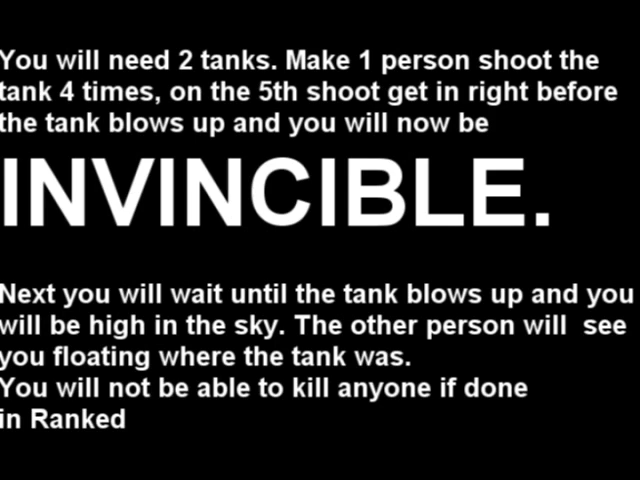 You will need 2 tanks. Make 1 person shoot the
tank 4 times, on the 5th shoot get in right before
the tank blows up and you will now be
INVINCIBLE.
Next you will wait until the tank blows up and you
will be high in the sky. The other person will  see
you floating where the tank was.
You will not be able to kill anyone if done
in Ranked